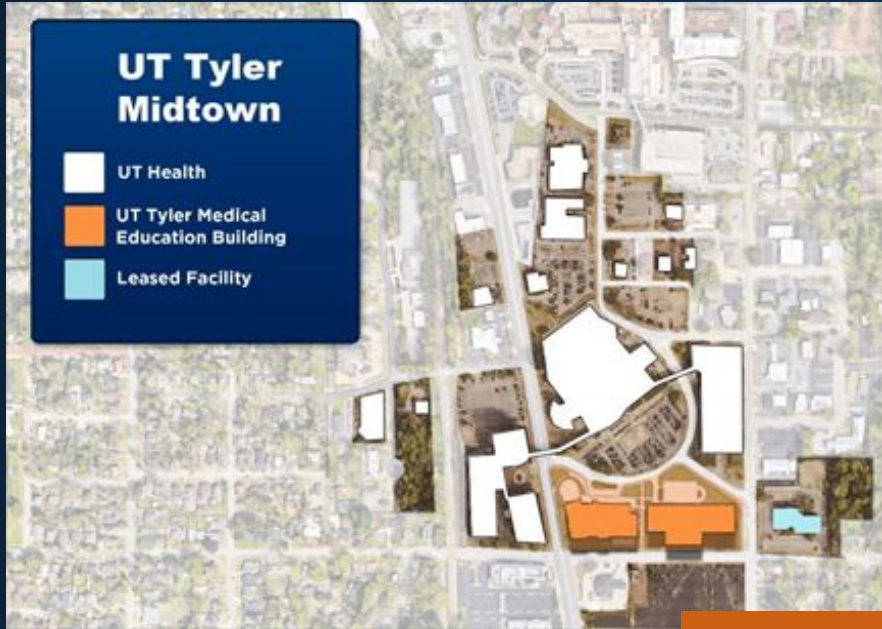 UT Tyler
Midtown
UT Health
UT Tyler Medical
Education Building
Leased Facility